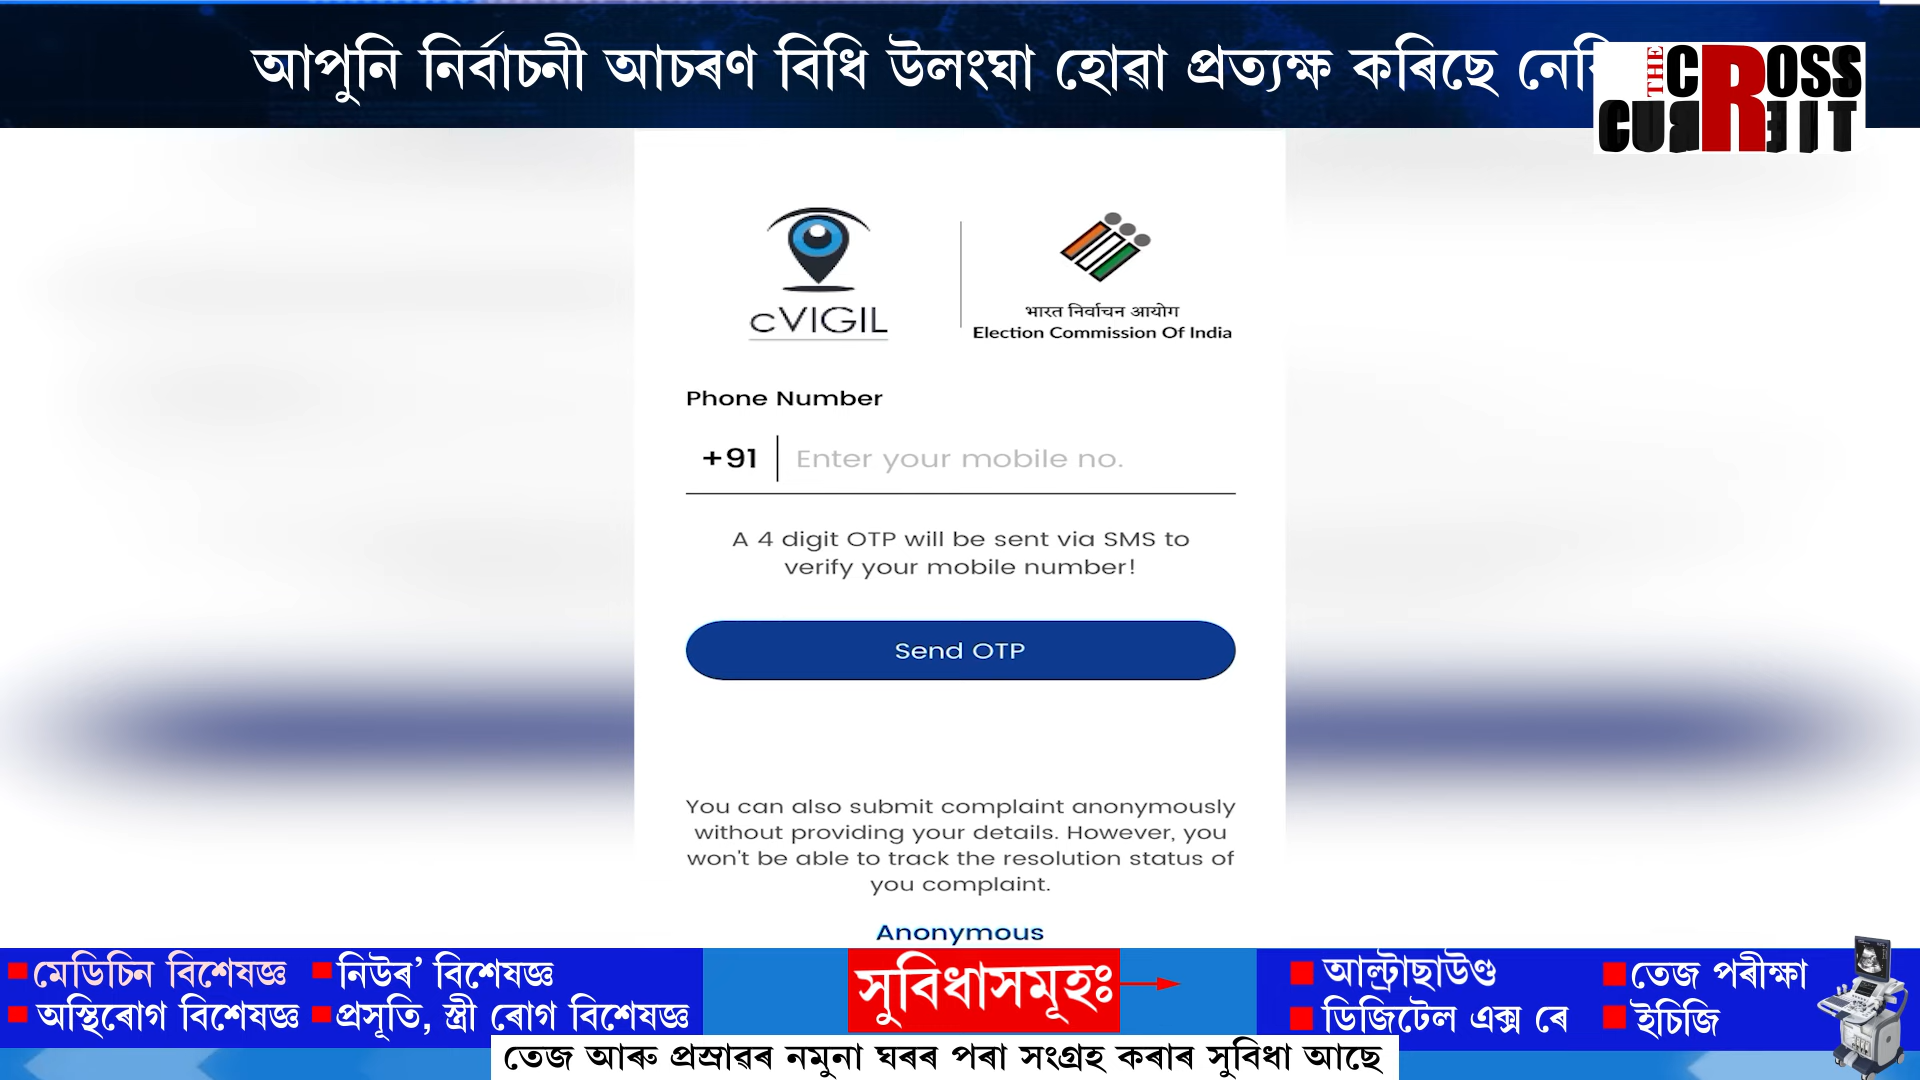 আপুনি নিৰ্বাচনী আচৰণ বিধি উলংঘা হোৱা প্ৰত্যক্ষ কৰিছে
THE CROSS
CURRENT
cVIGIL
भारत निर्वाचन आयोग
Election Commission Of India
Phone Number
+91 Enter your mobile no.
A 4 digit OTP will be sent via SMS to
verify your mobile number!
Send OTP
You can also submit complaint anonymously
without providing your details. However, you
won't be able to track the resolution status of
you complaint.
Anonymous
মেডিচিন বিশেষজ্ঞ নিউৰ’ বিশেষজ্ঞ
অস্থিৰোগ বিশেষজ্ঞ প্ৰসূতি, স্ত্ৰী ৰোগ বিশেষজ্ঞ
সুবিধাসমূহঃ
আল্ট্ৰাছাউণ্ড তেজ পৰীক্ষা
ডিজিটেল এক্স ৰে ইচিজি
তেজ আৰু প্ৰস্ৰাৱৰ নমুনা ঘৰৰ পৰা সংগ্ৰহ কৰাৰ সুবিধা আছে